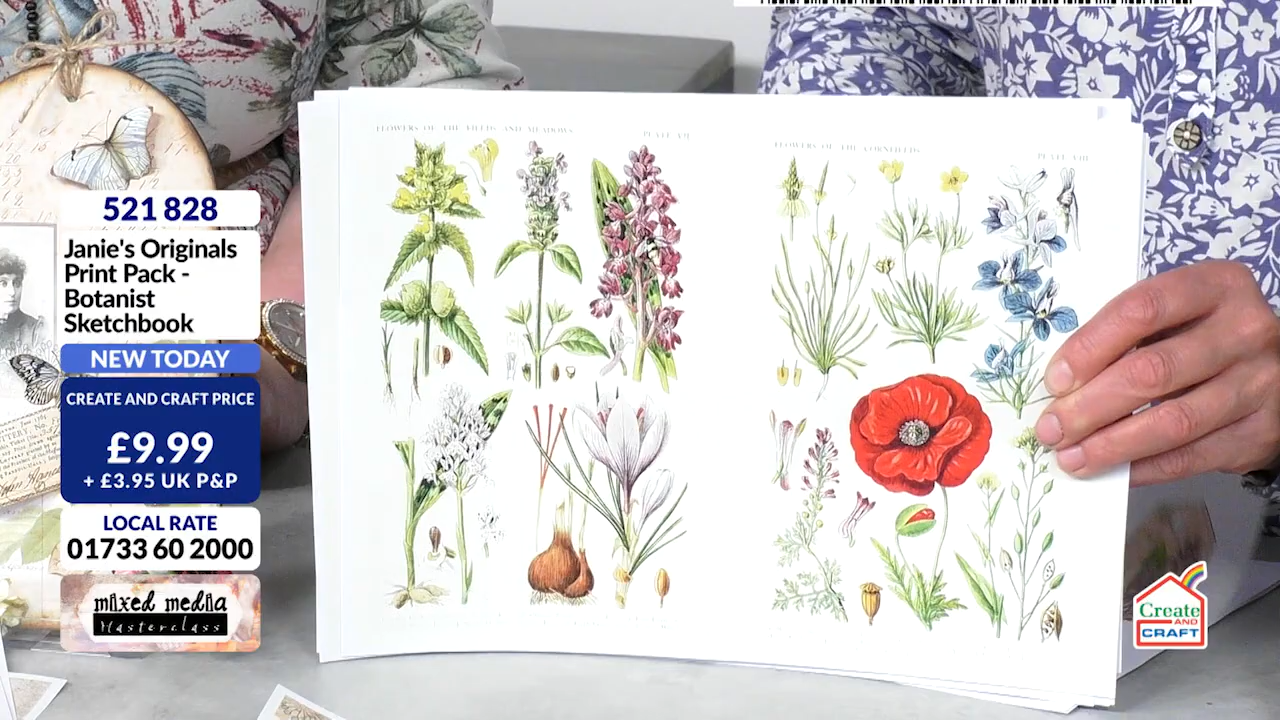 521 828
Janie's Originals
Print Pack -
Botanist
Sketchbook
NEW TODAY
CREATE AND CRAFT PRICE
£9.99
+ £3.95 UK P&P
LOCAL RATE
01733 60 2000
mixed media
Masterclass
FLOWERS OF THE FIELDS AND MEADOWS
FLOWERS OF THE CORNFIELDS
PLATE VIII
Create
AND
CRAFT